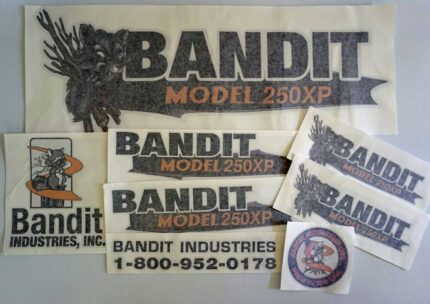 BANDIT
MODEL 250XP
BANDIT
MODEL 250XP
BANDIT
MODEL 250XP
BANDIT
MODEL 250XP
BANDIT
MODEL 250XP
Bandit
INDUSTRIES, INC.
BANDIT INDUSTRIES
1-800-952-0178